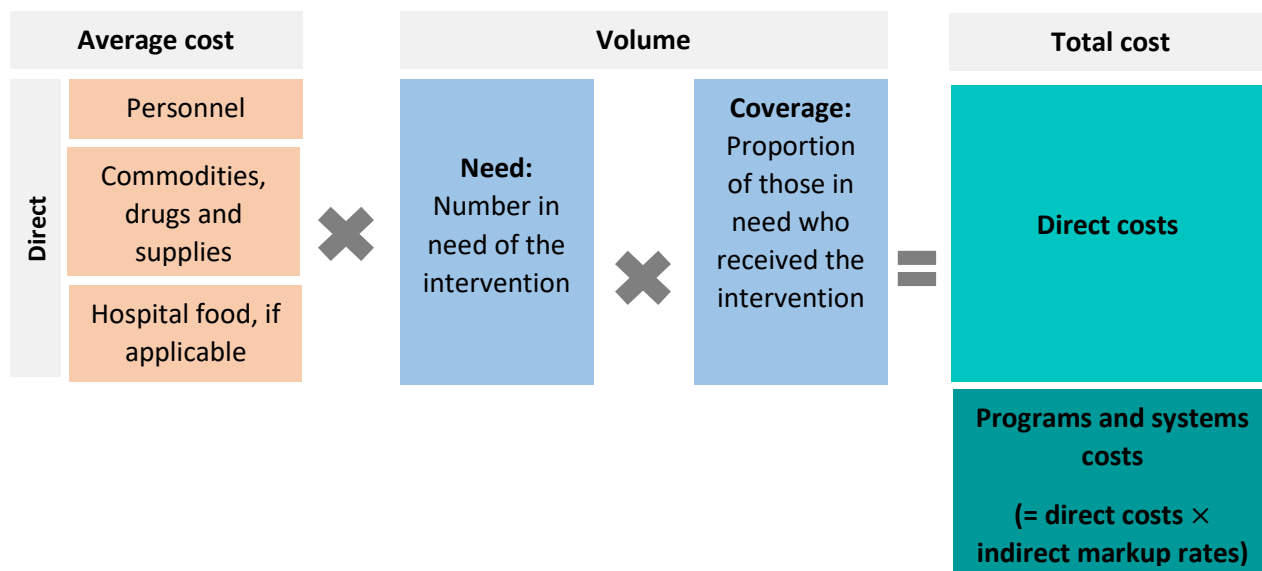 Average cost
Volume
Total cost
Direct
Personnel
Commodities,
drugs and
supplies
Hospital food, if
applicable
Need:
Number in
need of the
intervention
Coverage:
Proportion
of those in
need who
received the
intervention
=
Direct costs
Programs and systems
costs
(= direct costs ×
indirect markup rates)